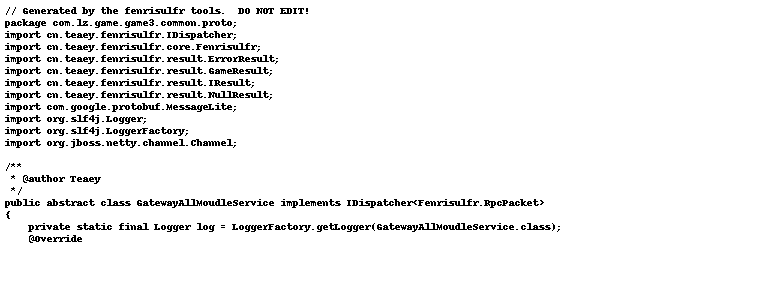 // Generated by the fenrisulfr tools.  DO NOT EDIT!
package com.lz.game.game3.common.proto;
import cn.teaey.fenrisulfr.IDispatcher;
import cn.teaey.fenrisulfr.core.Fenrisulfr;
import cn.teaey.fenrisulfr.result.ErrorResult;
import cn.teaey.fenrisulfr.result.GameResult;
import cn.teaey.fenrisulfr.result.IResult;
import cn.teaey.fenrisulfr.result.NullResult;
import com.google.protobuf.MessageLite;
import org.slf4j.Logger;
import org.slf4j.LoggerFactory;
import org.jboss.netty.channel.Channel;

/**
 * @author Teaey
 */
public abstract class GatewayAllMoudleService implements IDispatcher<Fenrisulfr.RpcPacket>
{
    private static final Logger log = LoggerFactory.getLogger(GatewayAllMoudleService.class);
    @Override